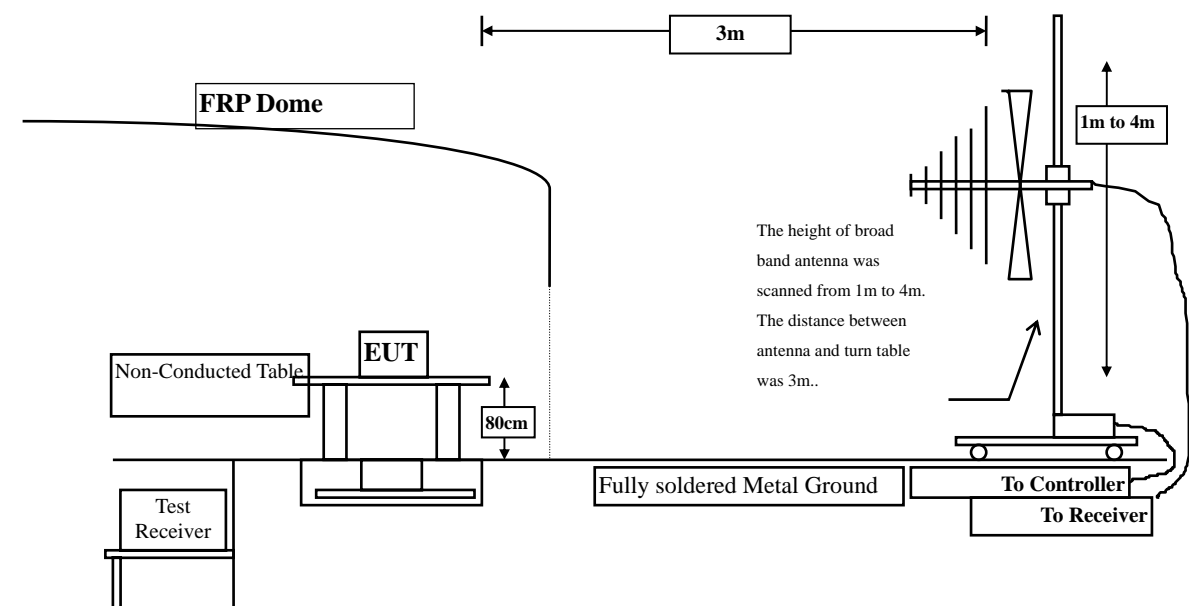 3m
FRP Dome
1m to 4m
The height of broad
band antenna was
scanned from 1m to 4m.
The distance between
antenna and turn table
was 3m..
EUT
Non-Conducted Table
80cm
Fully soldered Metal Ground
To Controller
To Receiver
Test
Receiver